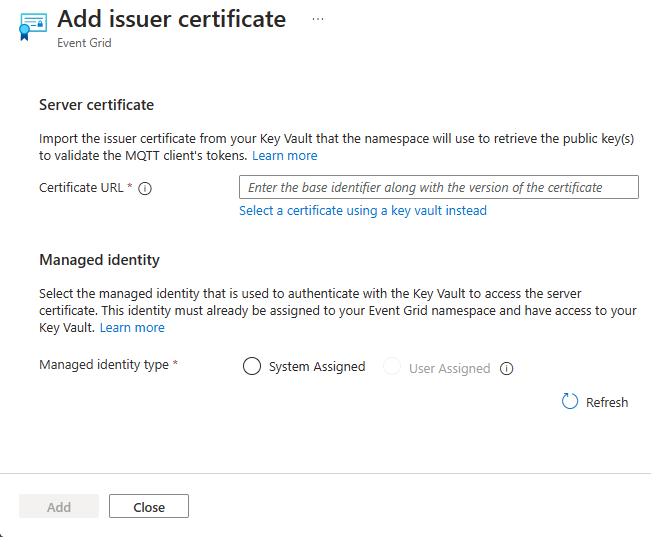 Add issuer certificate ...
Event Grid
Server certificate
Import the issuer certificate from your Key Vault that the namespace will use to retrieve the public key(s)
to validate the MQTT client's tokens. Learn more
Certificate URL * Enter the base identifier along with the version of the certificate
Select a certificate using a key vault instead
Managed identity
Select the managed identity that is used to authenticate with the Key Vault to access the server
certificate. This identity must already be assigned to your Event Grid namespace and have access to your
Key Vault. Learn more
Managed identity type * System Assigned User Assigned
Refresh
Add Close